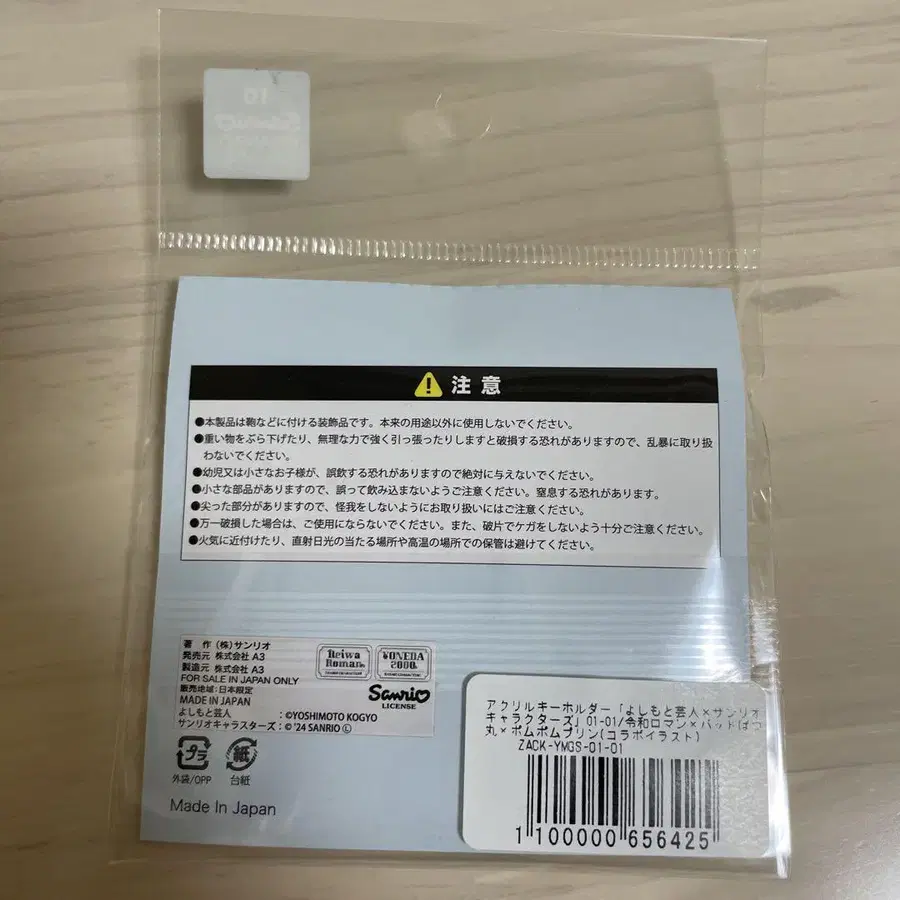 注意
●本製品は鞄などに付ける装飾品です。本来の用途以外に使用しないでください。
●重い物をぶら下げたり、無理な力で強く引っ張ったりしますと破損する恐れがありますので、乱暴に取り扱
わないでください。
●幼児又は小さなお子様が、誤飲する恐れがありますので絶対に与えないでください。
●小さな部品がありますので、誤って飲み込まないようご注意ください。窒息する恐れがあります。
●尖った部分がありますので、怪我をしないようにお取り扱いにはご注意ください。
●万一破損した場合は、ご使用にならないでください。また、破片でケガをしないよう十分ご注意ください。
●火気に近付けたり、直射日光の当たる場所や高温の場所での保管は避けてください。
著 作 (株)サンリオ
発売元 株式会社 A3
製造元 株式会社 A3
FOR SALE IN JAPAN ONLY
販売地域:日本限定
MADE IN JAPAN
よしもと芸人 :©YOSHIMOTO KOGYO
サンリオキャラスターズ:©'24 SANRIO Ⓛ
Reiwa
Roman
YONEDA
2000
Sanrio
LICENSE
プラ
外袋/OPP
紙
台紙
Made In Japan
アクリルキーホルダー「よしもと芸人×サンリオ
キャラクターズ」01-01/令和ロマン×バッドばつ
丸×ポムポムプリン(コラボイラスト)
ZACK-YMGS-01-01
1 100000 656425